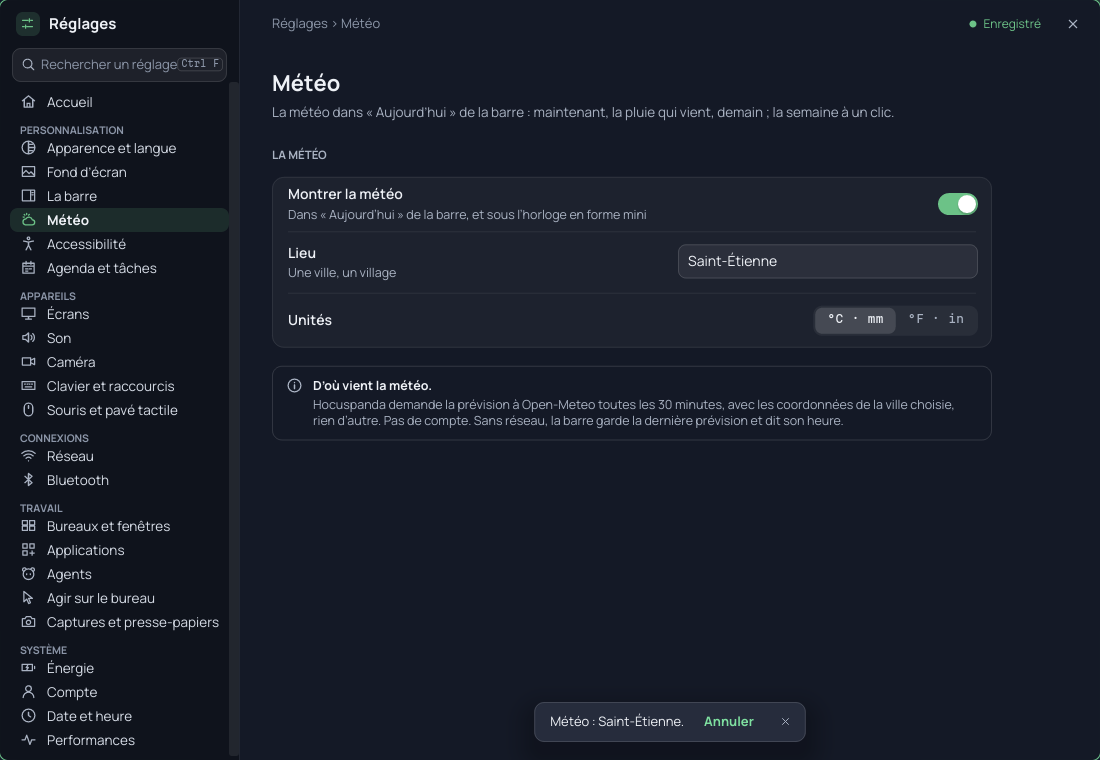 Réglages
Rechercher un réglage Ctrl F
Accueil
PERSONNALISATION
Apparence et langue
Fond d'écran
La barre
Météo
Accessibilité
Agenda et tâches
APPAREILS
Écrans
Son
Caméra
Clavier et raccourcis
Souris et pavé tactile
CONNEXIONS
Réseau
Bluetooth
TRAVAIL
Bureaux et fenêtres
Applications
Agents
Agir sur le bureau
Captures et presse-papiers
SYSTÈME
Énergie
Compte
Date et heure
Performances
Réglages › Météo
Enregistré
Météo
La météo dans « Aujourd'hui » de la barre : maintenant, la pluie qui vient, demain ; la semaine à un clic.
LA MÉTÉO
Montrer la météo
Dans « Aujourd'hui » de la barre, et sous l'horloge en forme mini
Lieu
Une ville, un village
Saint-Étienne
Unités
°C · mm
°F · in
D'où vient la météo.
Hocuspanda demande la prévision à Open-Meteo toutes les 30 minutes, avec les coordonnées de la ville choisie,
rien d'autre. Pas de compte. Sans réseau, la barre garde la dernière prévision et dit son heure.
Météo : Saint-Étienne. Annuler